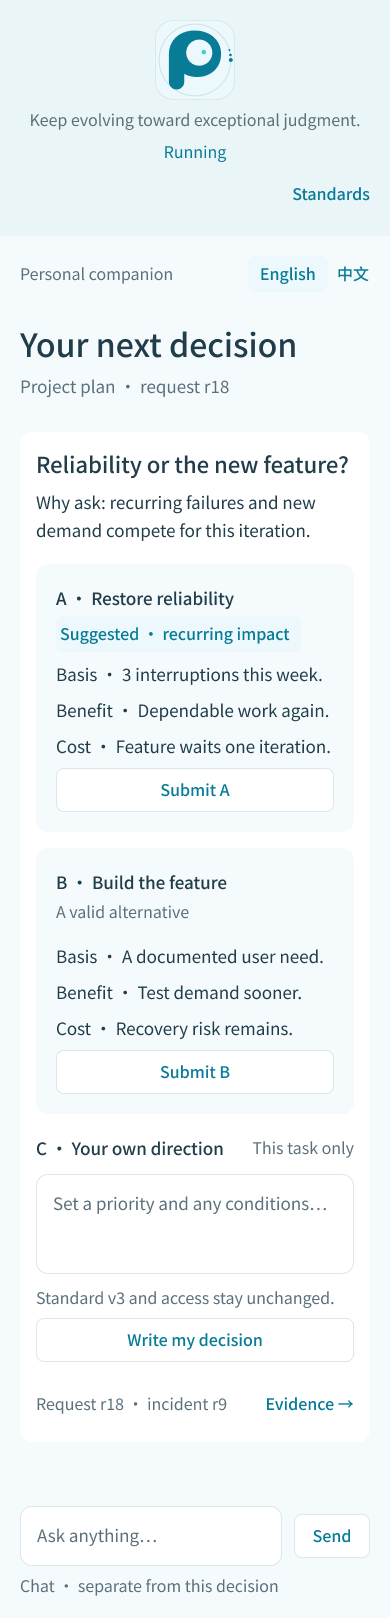 Keep evolving toward exceptional judgment.
Running
Standards
Personal companion
English 中文
Your next decision
Project plan • request r18
Reliability or the new feature?
Why ask: recurring failures and new
demand compete for this iteration.
A • Restore reliability
Suggested • recurring impact
Basis • 3 interruptions this week.
Benefit • Dependable work again.
Cost • Feature waits one iteration.
Submit A
B • Build the feature
A valid alternative
Basis • A documented user need.
Benefit • Test demand sooner.
Cost • Recovery risk remains.
Submit B
C • Your own direction This task only
Set a priority and any conditions…
Standard v3 and access stay unchanged.
Write my decision
Request r18 • incident r9 Evidence →
Ask anything… Send
Chat • separate from this decision